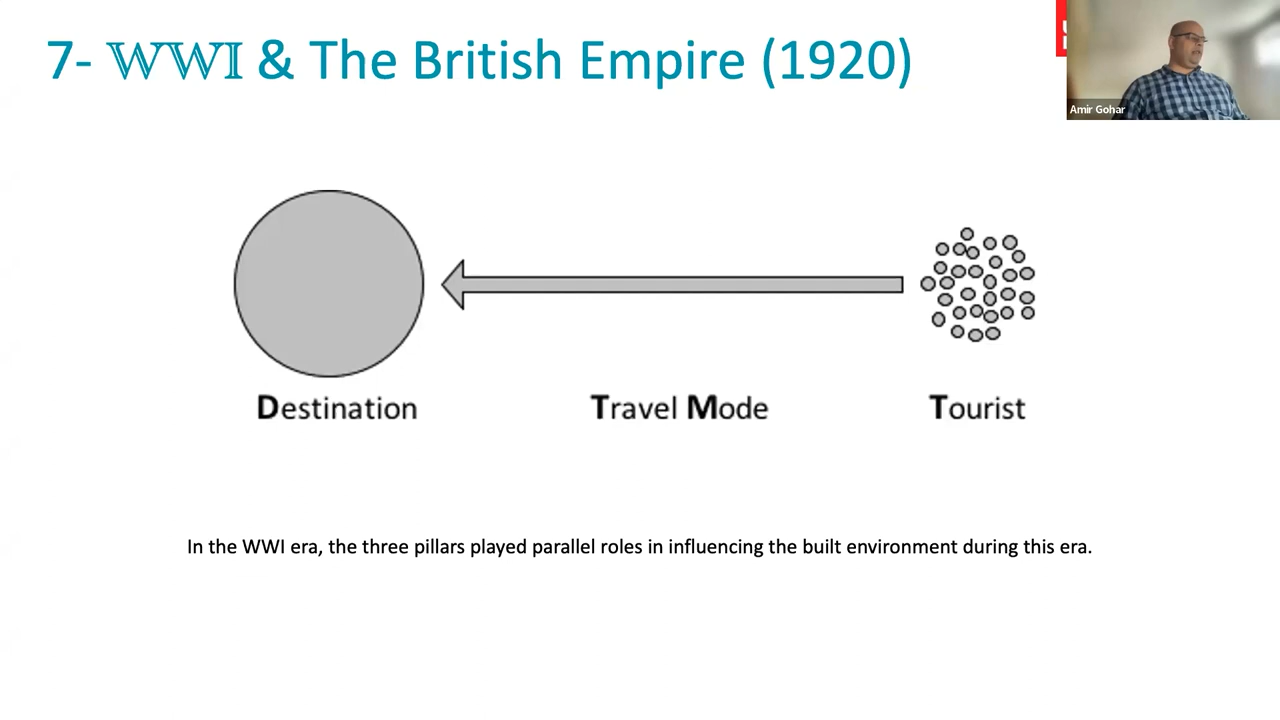 7- WWI & The British Empire (1920)
Amir Gohar
Destination
Travel Mode
Tourist
In the WWI era, the three pillars played parallel roles in influencing the built environment during this era.